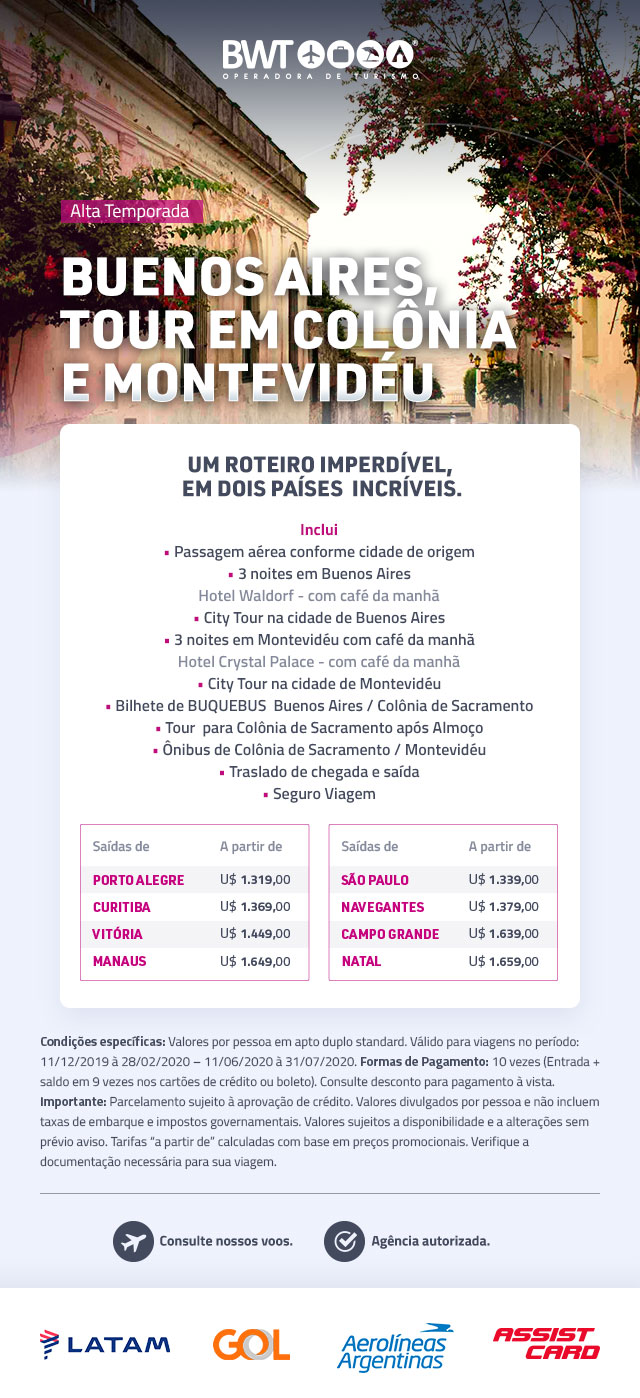 BWT
OPERADORA DE TURISMO
Alta Temporada
BUENOS AIRES,
TOUR EM COLÔNIA
E MONTEVIDÉU
UM ROTEIRO IMPERDÍVEL,
EM DOIS PAÍSES INCRÍVEIS.
Inclui
▪ Passagem aérea conforme cidade de origem
▪ 3 noites em Buenos Aires
Hotel Waldorf - com café da manhã
▪ City Tour na cidade de Buenos Aires
▪ 3 noites em Montevidéu com café da manhã
Hotel Crystal Palace - com café da manhã
▪ City Tour na cidade de Montevidéu
▪ Bilhete de BUQUEBUS Buenos Aires / Colônia de Sacramento
▪ Tour para Colônia de Sacramento após Almoço
▪ Ônibus de Colônia de Sacramento / Montevidéu
▪ Traslado de chegada e saída
▪ Seguro Viagem
Saídas de A partir de
PORTO ALEGRE U$ 1.319,00
CURITIBA U$ 1.369,00
VITÓRIA U$ 1.449,00
MANAUS U$ 1.649,00
Saídas de A partir de
SÃO PAULO U$ 1.339,00
NAVEGANTES U$ 1.379,00
CAMPO GRANDE U$ 1.639,00
NATAL U$ 1.659,00
Condições específicas: Valores por pessoa em apto duplo standard. Válido para viagens no período:
11/12/2019 à 28/02/2020 – 11/06/2020 à 31/07/2020. Formas de Pagamento: 10 vezes (Entrada +
saldo em 9 vezes nos cartões de crédito ou boleto). Consulte desconto para pagamento à vista.
Importante: Parcelamento sujeito à aprovação de crédito. Valores divulgados por pessoa e não incluem
taxas de embarque e impostos governamentais. Valores sujeitos a disponibilidade e a alterações sem
prévio aviso. Tarifas “a partir de” calculadas com base em preços promocionais. Verifique a
documentação necessária para sua viagem.
Consulte nossos voos.
Agência autorizada.
LATAM
GOL
Aerolíneas
Argentinas
ASSIST
CARD